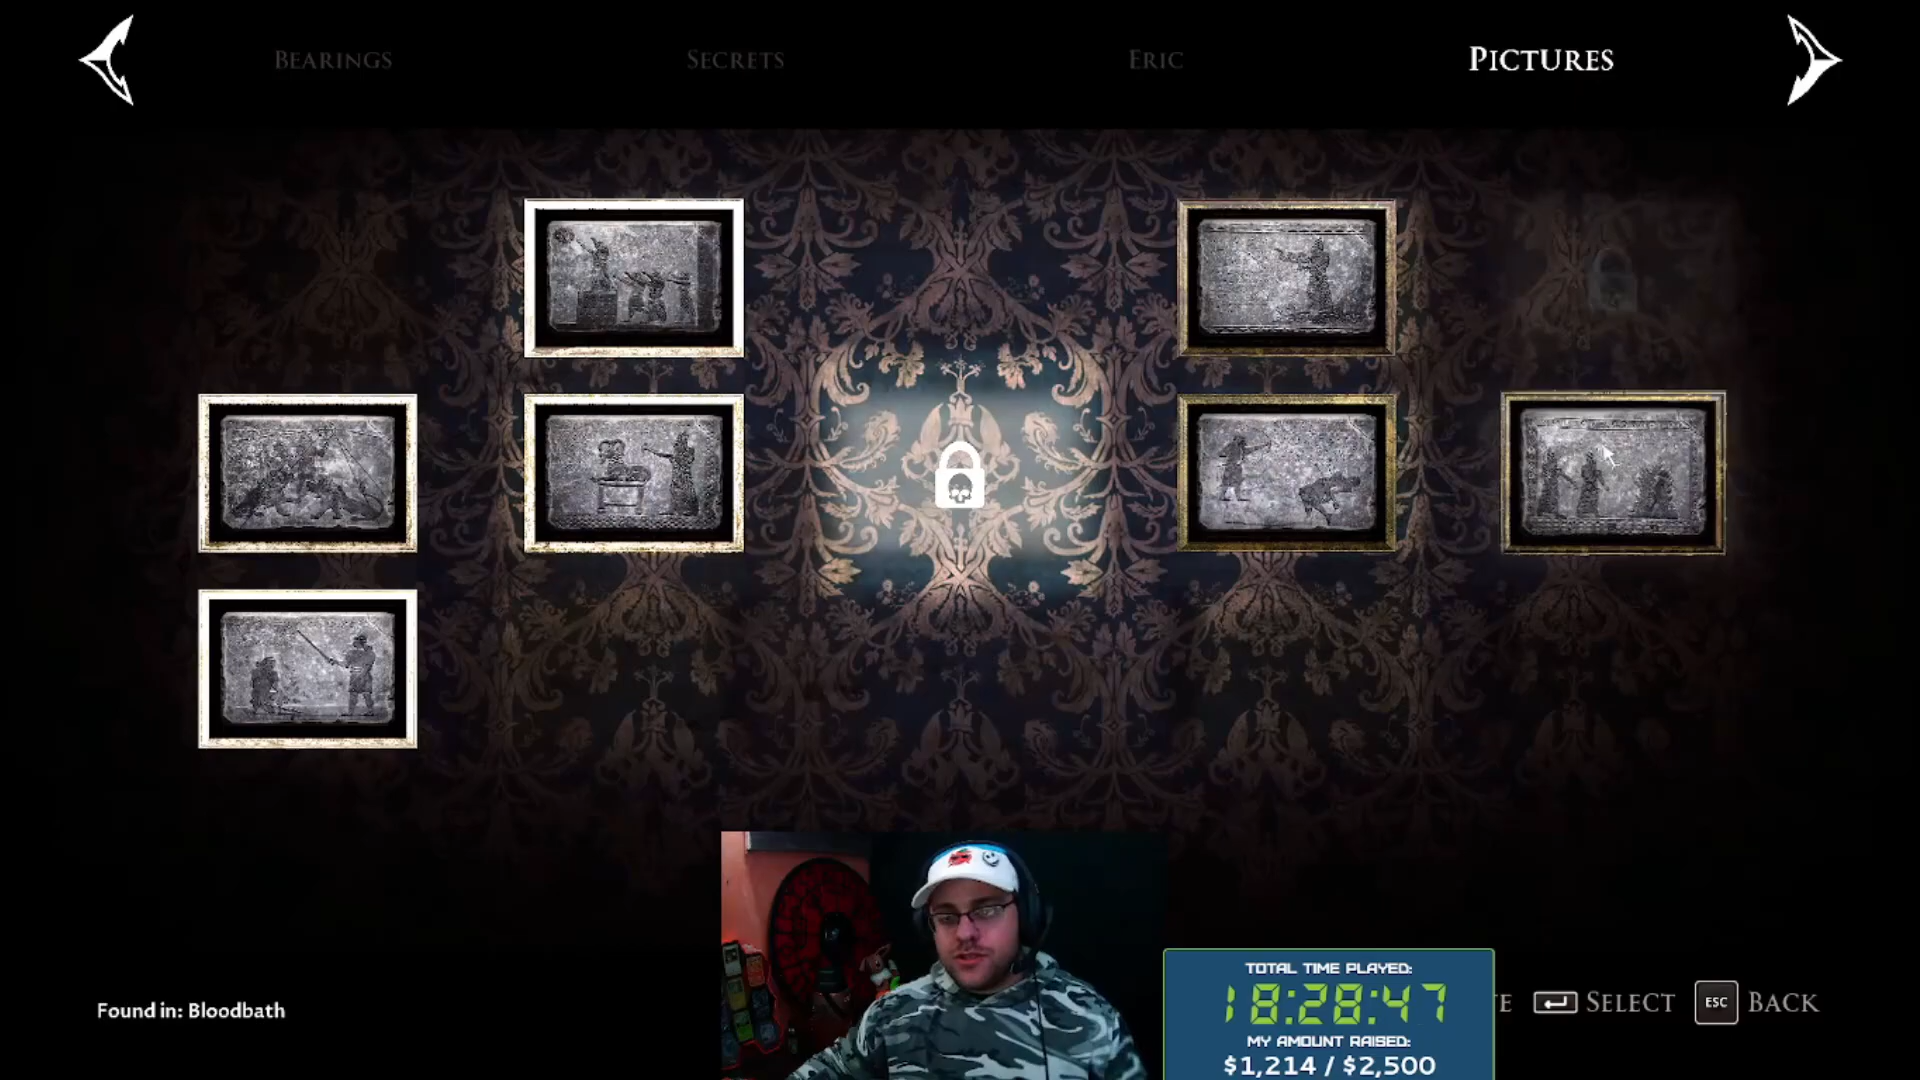 BEARINGS
SECRETS
ERIC
PICTURES
Found in: Bloodbath
TOTAL TIME PLAYED:
18:28:47
MY AMOUNT RAISED:
$1,214 / $2,500
SELECT
ESC
BACK